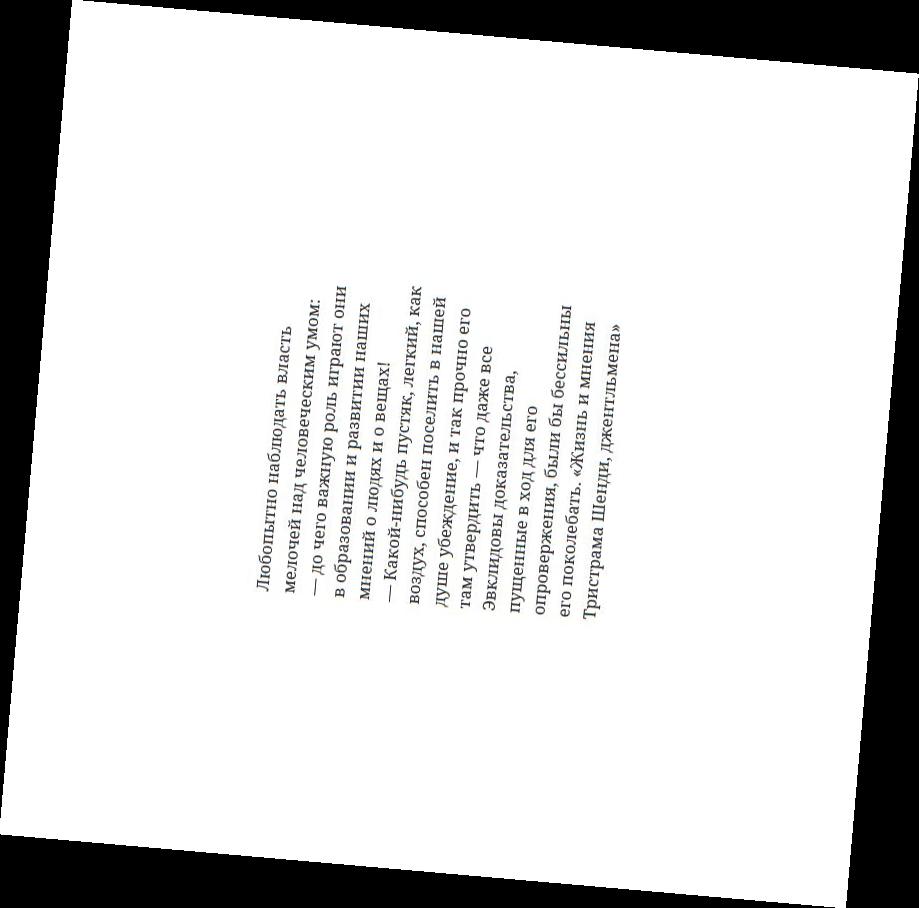 Любопытно наблюдать власть
мелочей над человеческим умом:
— до чего важную роль играют они
в образовании и развитии наших
мнений о людях и о вещах!
— Какой-нибудь пустяк, легкий, как
воздух, способен поселить в нашей
душе убеждение, и так прочно его
там утвердить — что даже все
Эвклидовы доказательства,
пущенные в ход для его
опровержения, были бы бессильны
его поколебать. «Жизнь и мнения
Тристрама Шенди, джентльмена»